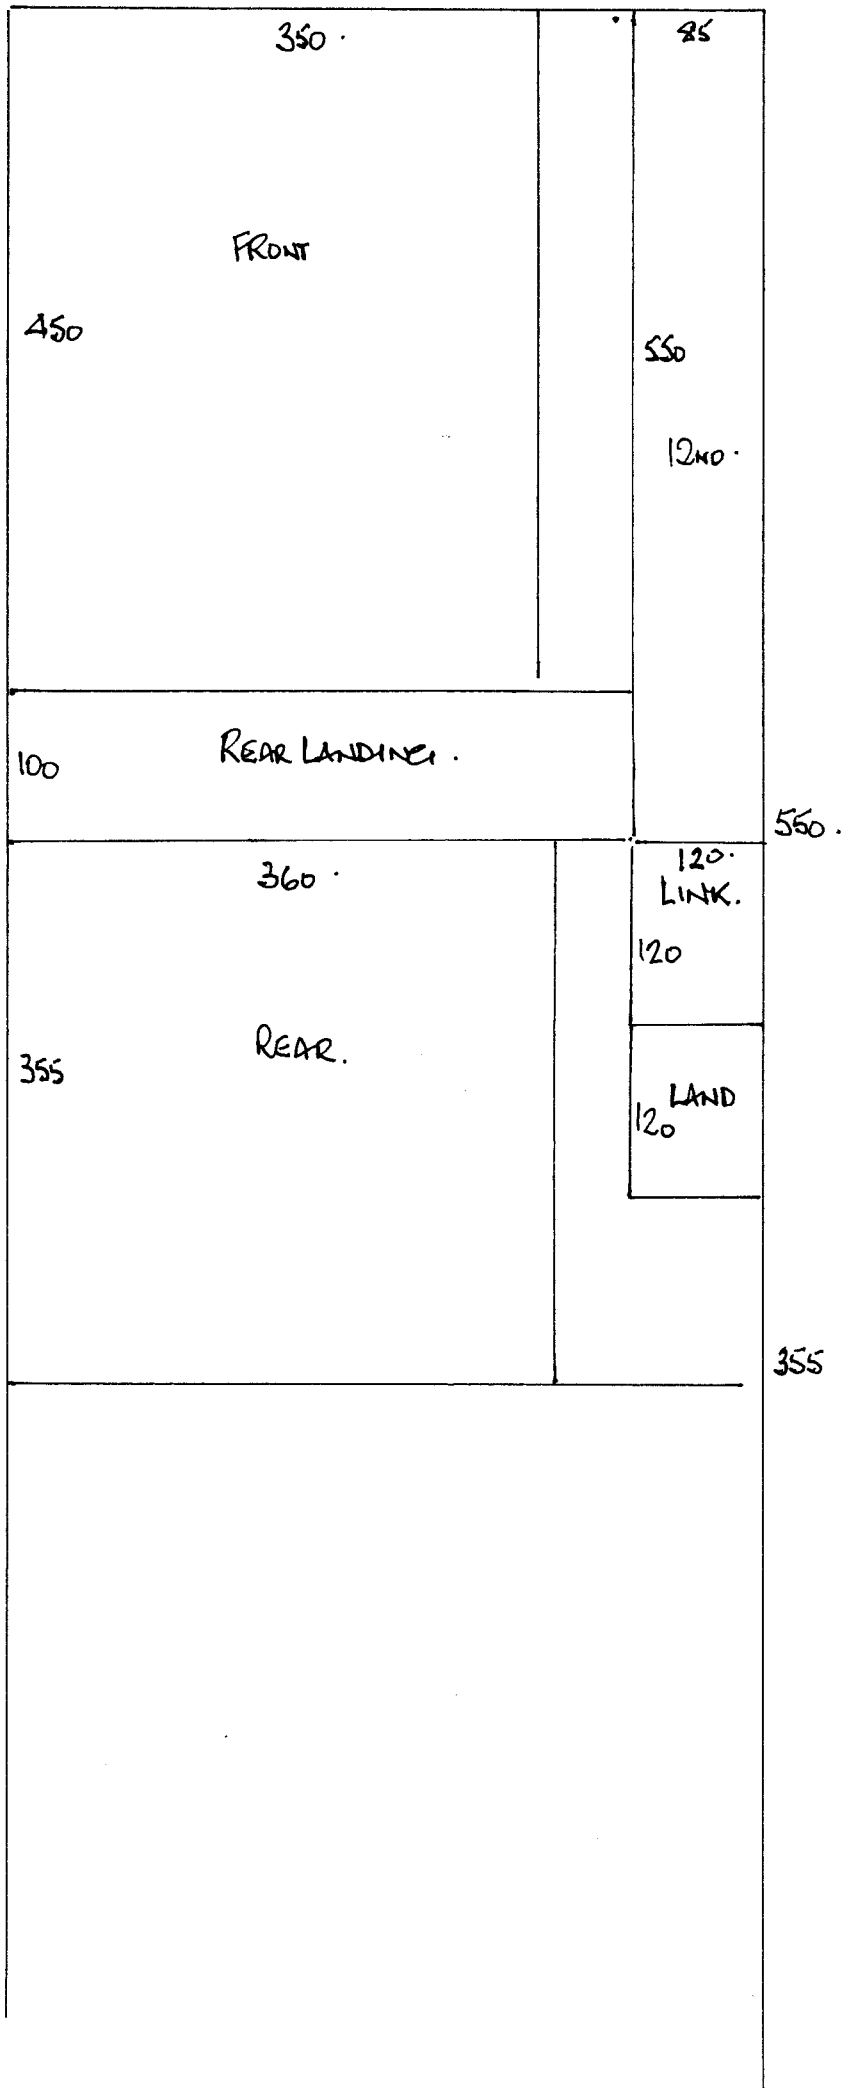 350 .
85
FRONT
450
550
12NO .
REAR LANDING .
100
550 .
120 .
LINK.
360 .
120
REAR.
355
LAND
120
355